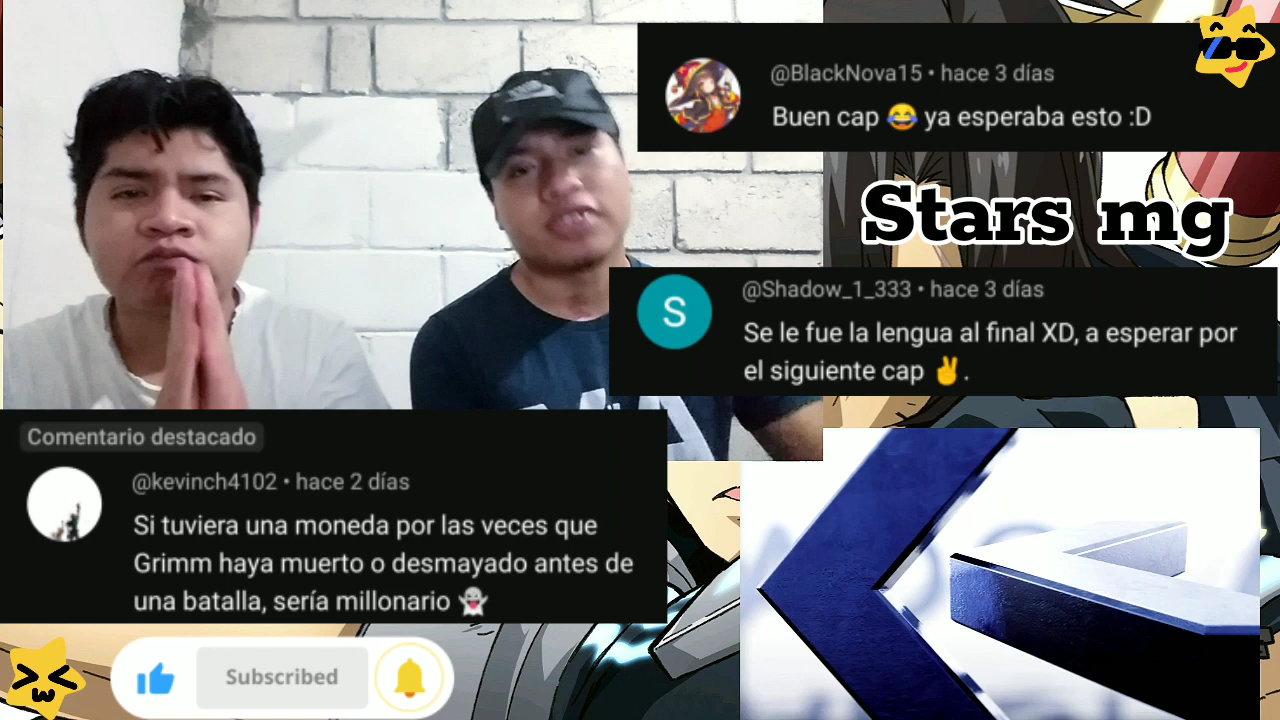 @BlackNova15 • hace 3 días
Buen cap 😂 ya esperaba esto :D
Stars mg
S
@Shadow_1_333 • hace 3 días
Se le fue la lengua al final XD, a esperar por
el siguiente cap ✌️.
Comentario destacado
@kevinch4102 • hace 2 días
Si tuviera una moneda por las veces que
Grimm haya muerto o desmayado antes de
una batalla, sería millonario 👻
Subscribed